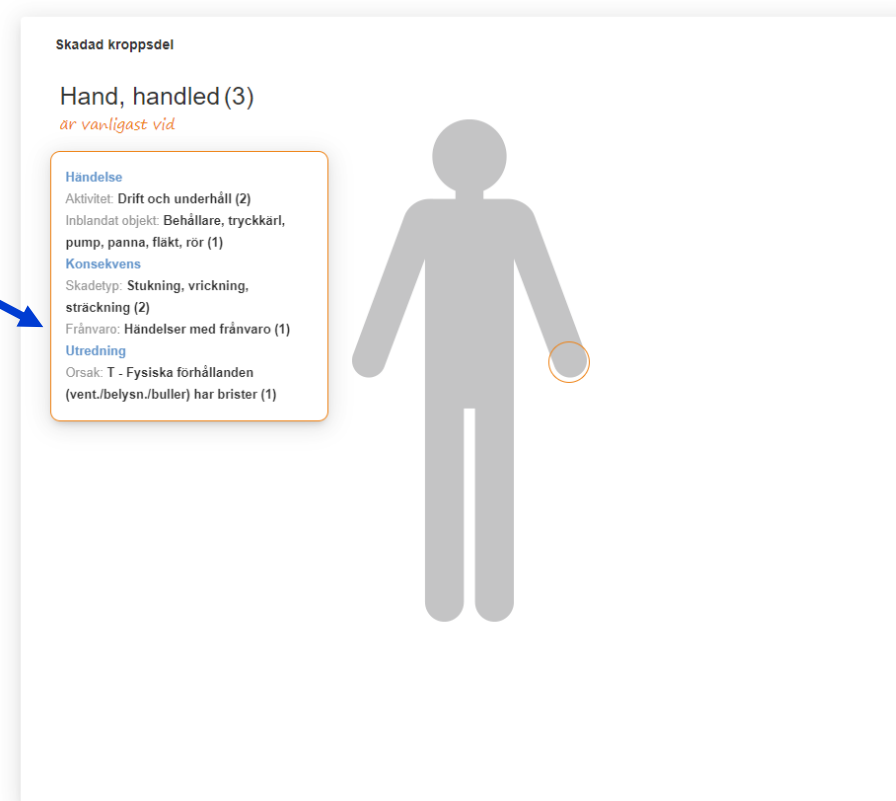 Skadad kroppsdel
Hand, handled (3)
är vanligast vid
Händelse
Aktivitet: Drift och underhåll (2)
Inblandat objekt: Behållare, tryckkärl,
pump, panna, fläkt, rör (1)
Konsekvens
Skadetyp: Stukning, vrickning,
sträckning (2)
Frånvaro: Händelser med frånvaro (1)
Utredning
Orsak: T - Fysiska förhållanden
(vent./belysn./buller) har brister (1)